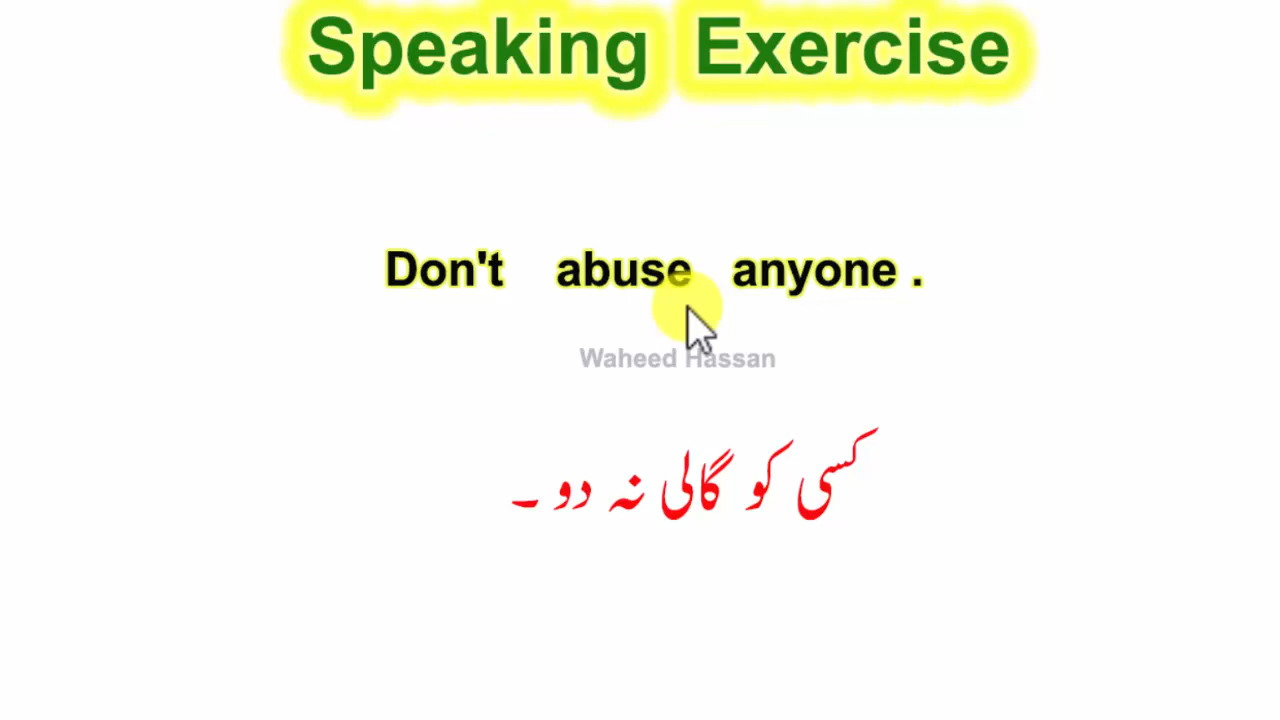 Speaking Exercise
Don't abuse anyone .
Waheed Hassan
کسی کو گالی نہ دو ۔